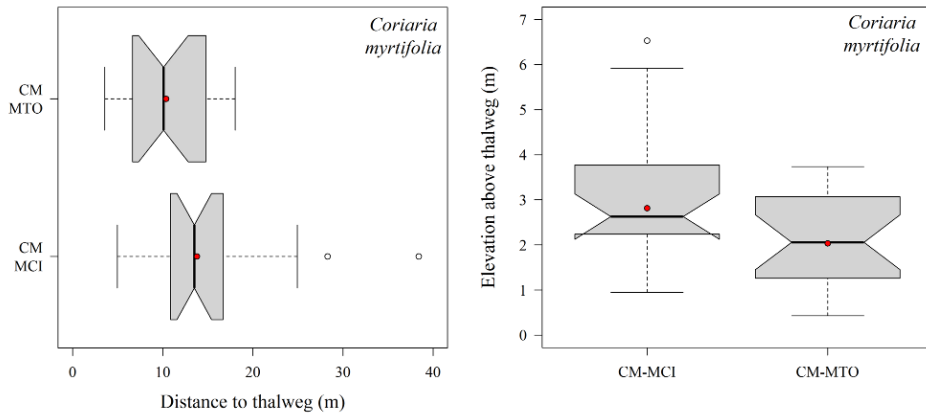 Coriaria
myrtifolia
CM
MTO
CM
MCI
0 10 20 30 40
Distance to thalweg (m)
Coriaria
myrtifolia
Elevation above thalweg (m)
7
6
5
4
3
2
1
0
CM-MCI CM-MTO